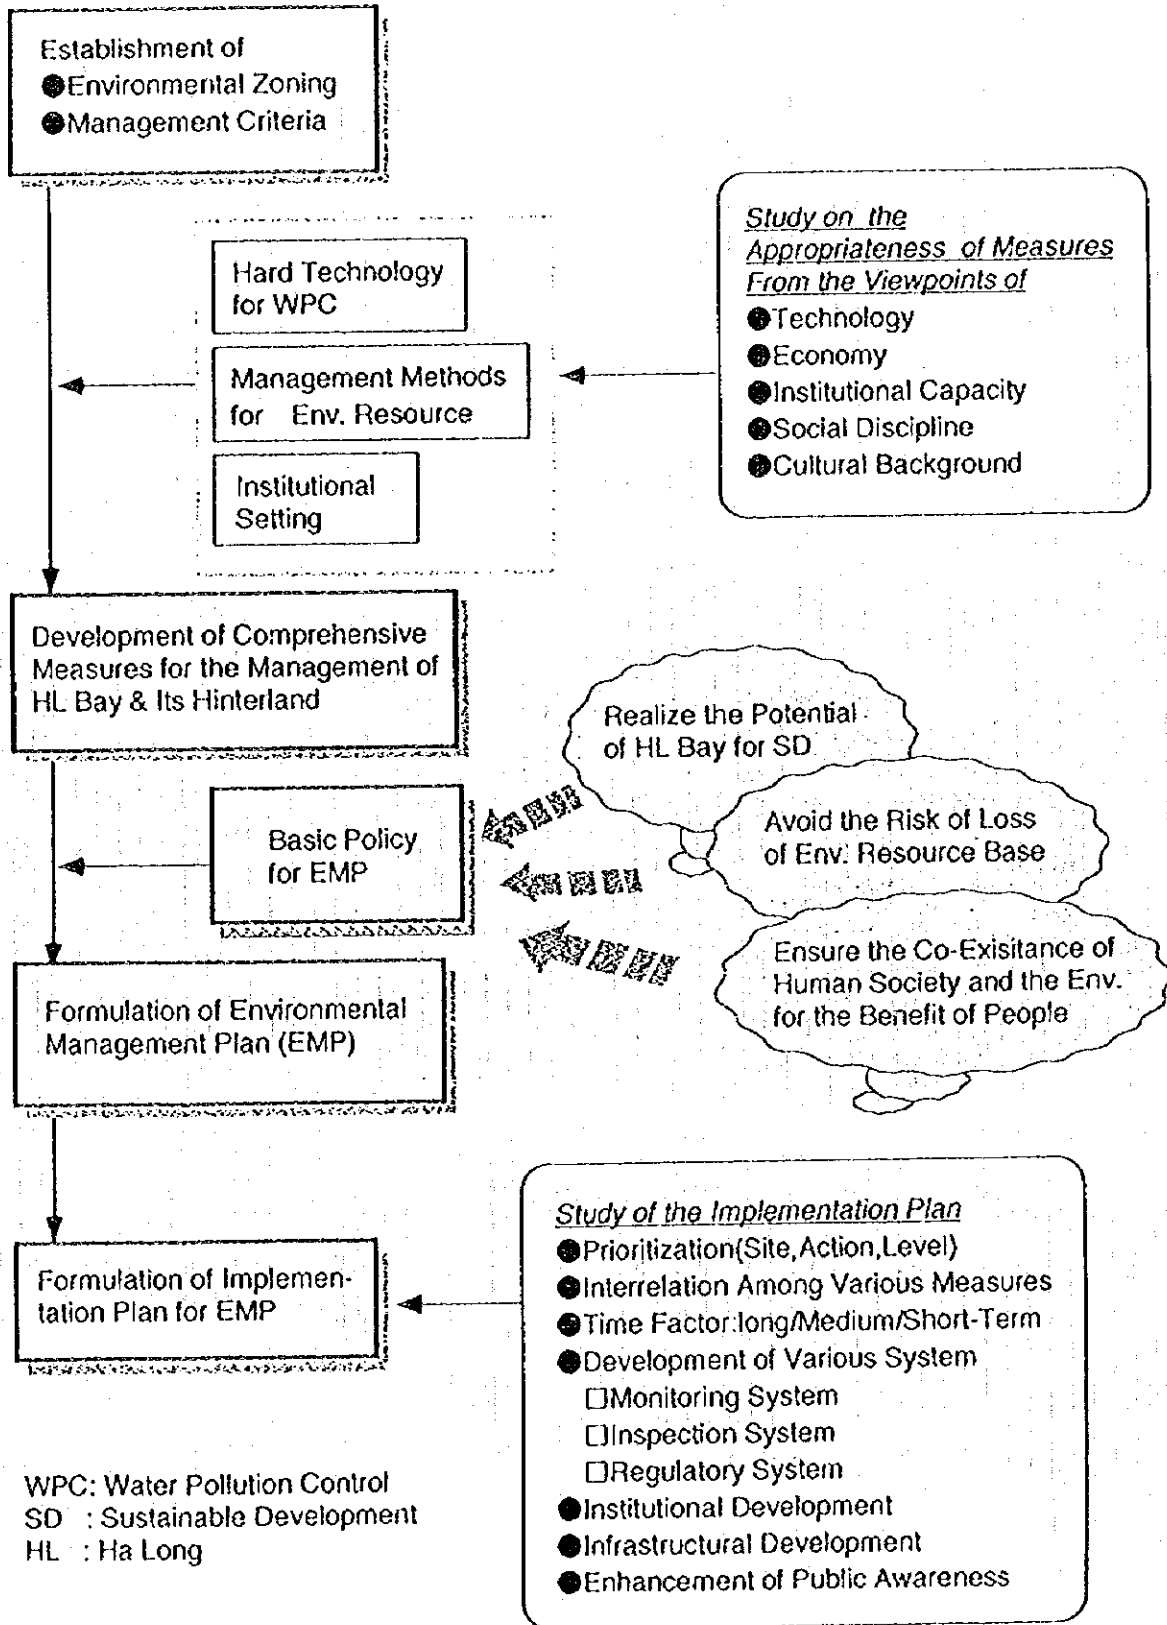 Establishment of
●Environmental Zoning
●Management Criteria
Hard Technology
for WPC
Management Methods
for Env. Resource
Institutional
Setting
Study on the
Appropriateness of Measures
From the Viewpoints of
●Technology
●Economy
●Institutional Capacity
●Social Discipline
●Cultural Background
Development of Comprehensive
Measures for the Management of
HL Bay & Its Hinterland
Realize the Potential
of HL Bay for SD
Avoid the Risk of Loss
of Env. Resource Base
Ensure the Co-Exisitance of
Human Society and the Env.
for the Benefit of People
Basic Policy
for EMP
Formulation of Environmental
Management Plan (EMP)
Formulation of Implemen-
tation Plan for EMP
Study of the Implementation Plan
●Prioritization(Site,Action,Level)
●Interrelation Among Various Measures
●Time Factor:long/Medium/Short-Term
●Development of Various System
□Monitoring System
□Inspection System
□Regulatory System
●Institutional Development
●Infrastructural Development
●Enhancement of Public Awareness
WPC: Water Pollution Control
SD : Sustainable Development
HL : Ha Long